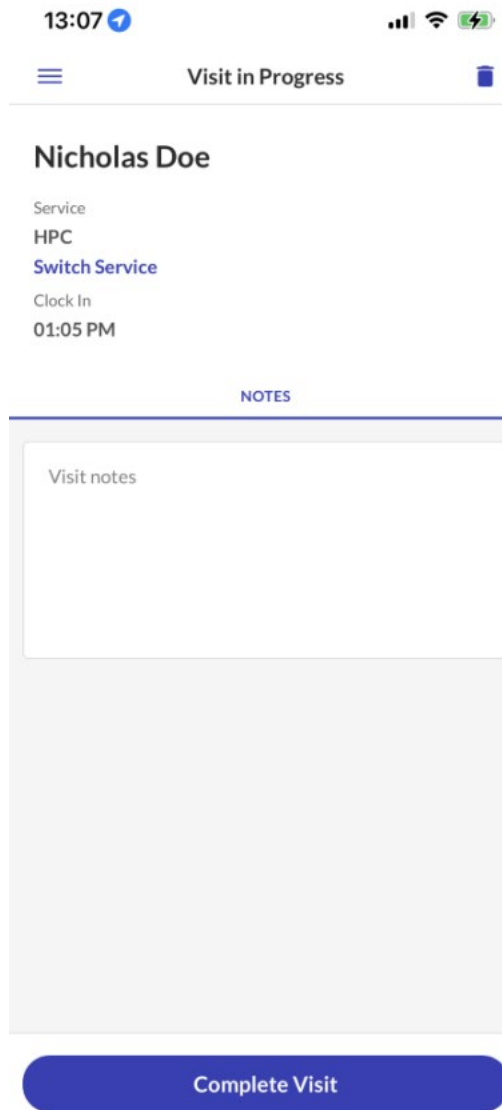 13:07
Visit in Progress
Nicholas Doe
Service
HPC
Switch Service
Clock In
01:05 PM
NOTES
Visit notes
Complete Visit